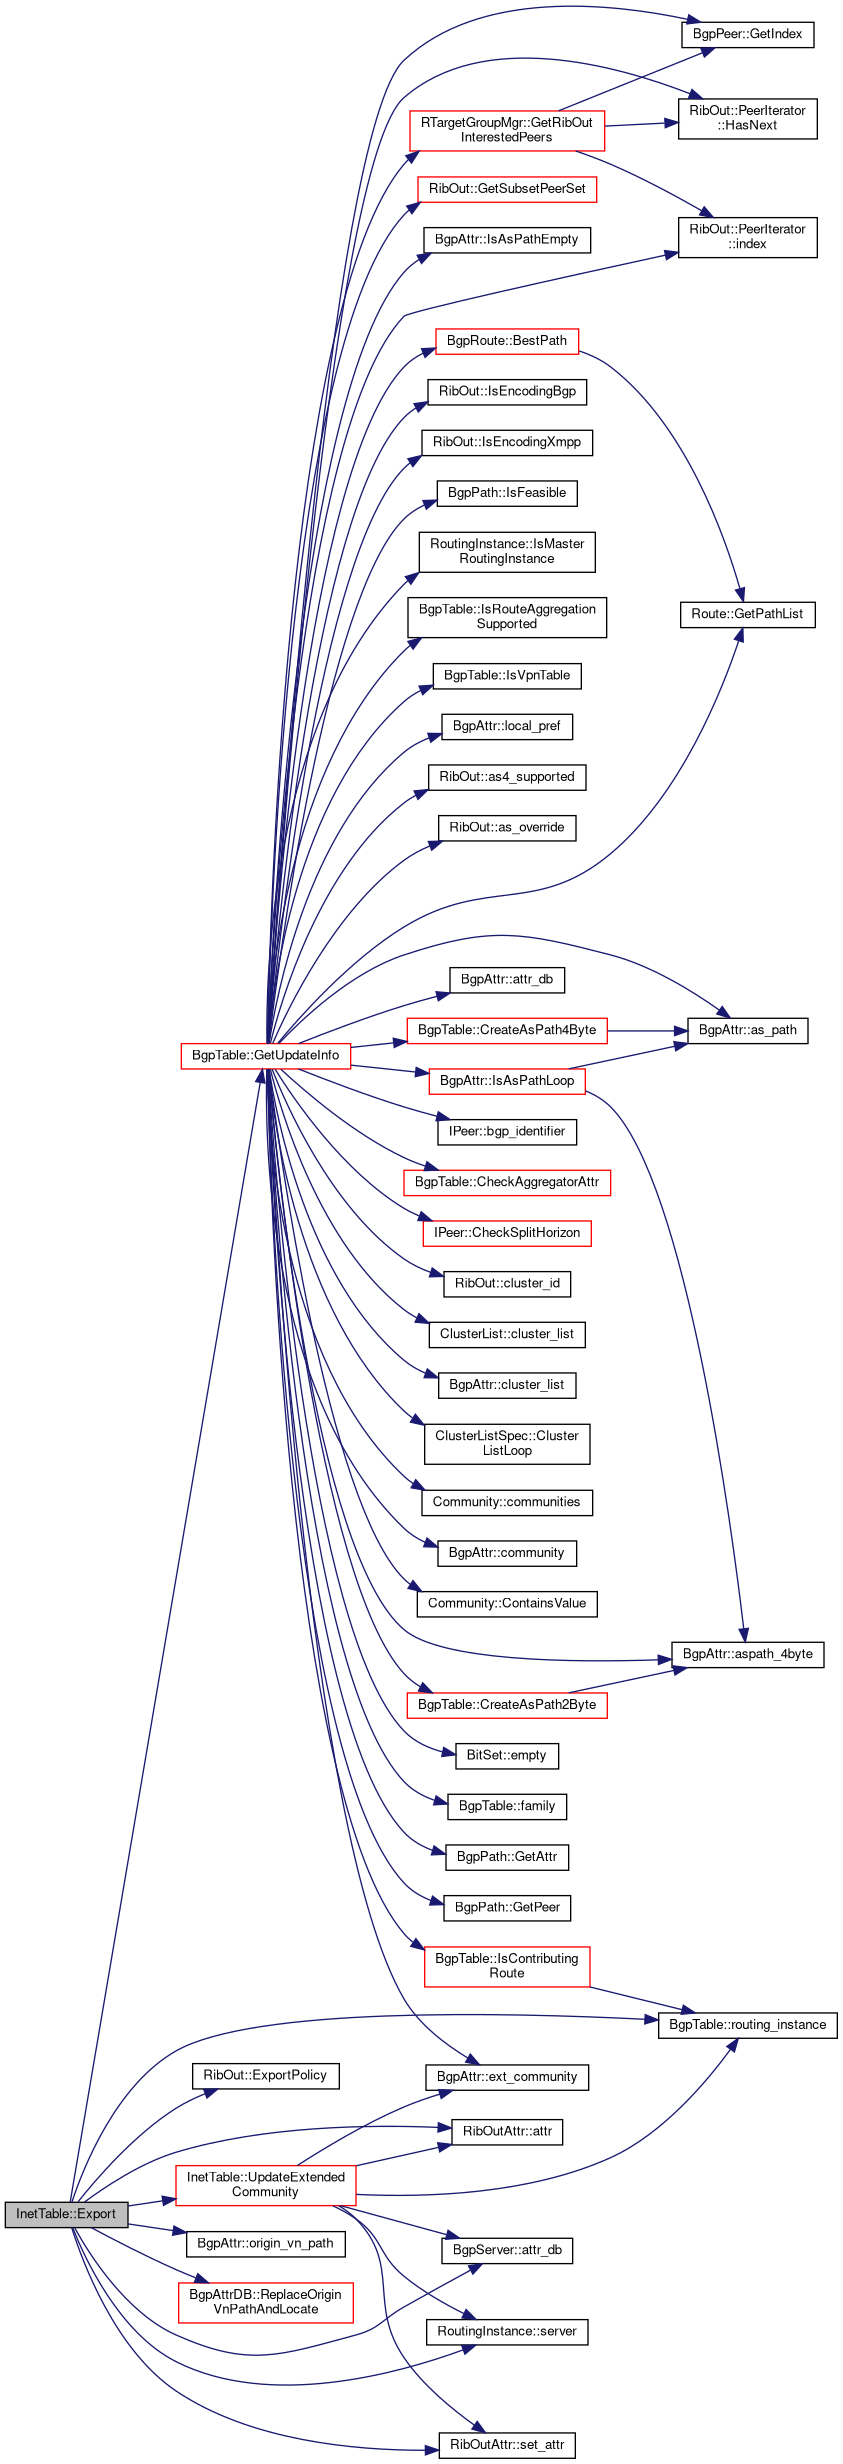 BgpPeer::GetIndex
RibOut::PeerIterator
::HasNext
RTargetGroupMgr::GetRibOut
InterestedPeers
RibOut::GetSubsetPeerSet
RibOut::PeerIterator
::index
BgpAttr::IsAsPathEmpty
BgpRoute::BestPath
RibOut::IsEncodingBgp
RibOut::IsEncodingXmpp
BgpPath::IsFeasible
RoutingInstance::IsMaster
RoutingInstance
BgpTable::IsRouteAggregation
Supported
Route::GetPathList
BgpTable::IsVpnTable
BgpAttr::local_pref
RibOut::as4_supported
RibOut::as_override
BgpAttr::attr_db
BgpTable::CreateAsPath4Byte
BgpAttr::as_path
BgpTable::GetUpdateInfo
BgpAttr::IsAsPathLoop
IPeer::bgp_identifier
BgpTable::CheckAggregatorAttr
IPeer::CheckSplitHorizon
RibOut::cluster_id
ClusterList::cluster_list
BgpAttr::cluster_list
ClusterListSpec::Cluster
ListLoop
Community::communities
BgpAttr::community
Community::ContainsValue
BgpAttr::aspath_4byte
BgpTable::CreateAsPath2Byte
BitSet::empty
BgpTable::family
BgpPath::GetAttr
BgpPath::GetPeer
BgpTable::IsContributing
Route
BgpTable::routing_instance
RibOut::ExportPolicy
BgpAttr::ext_community
RibOutAttr::attr
InetTable::UpdateExtended
Community
InetTable::Export
BgpAttr::origin_vn_path
BgpServer::attr_db
BgpAttrDB::ReplaceOrigin
VnPathAndLocate
RoutingInstance::server
RibOutAttr::set_attr